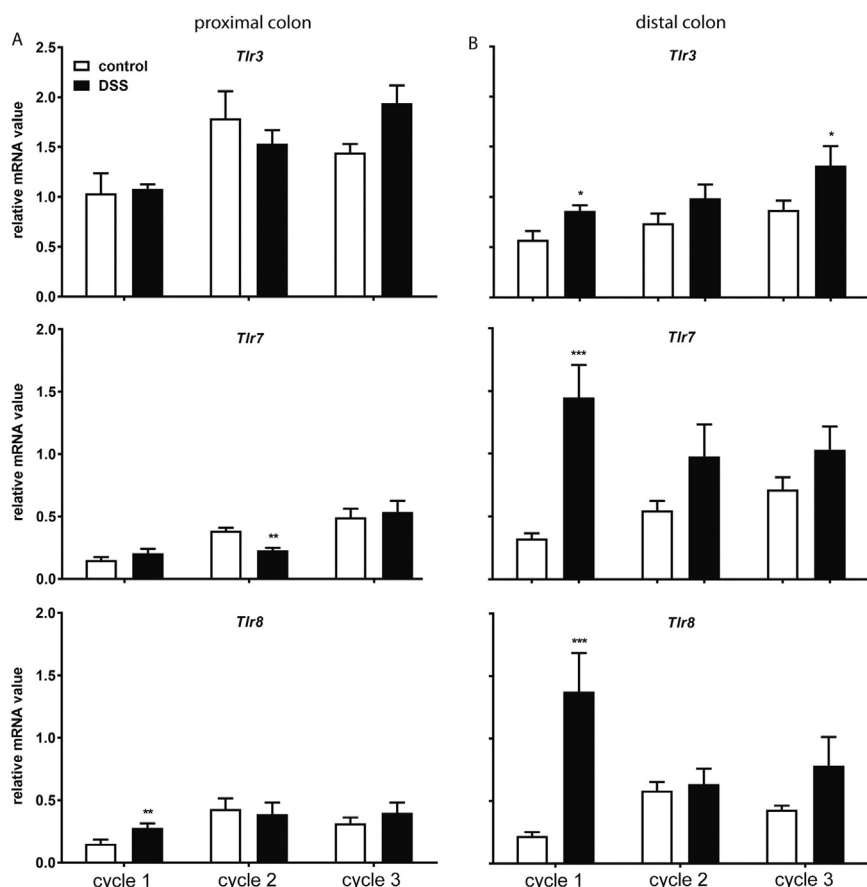 proximal colon
distal colon
A
B
Tlr3
Tlr3
control
DSS
2.5
2.0
1.5
1.0
0.5
0.0
relative mRNA value
*
*
Tlr7
Tlr7
2.0
1.5
1.0
0.5
0.0
relative mRNA value
**
***
Tlr8
Tlr8
2.0
1.5
1.0
0.5
0.0
relative mRNA value
**
***
cycle 1 cycle 2 cycle 3
cycle 1 cycle 2 cycle 3